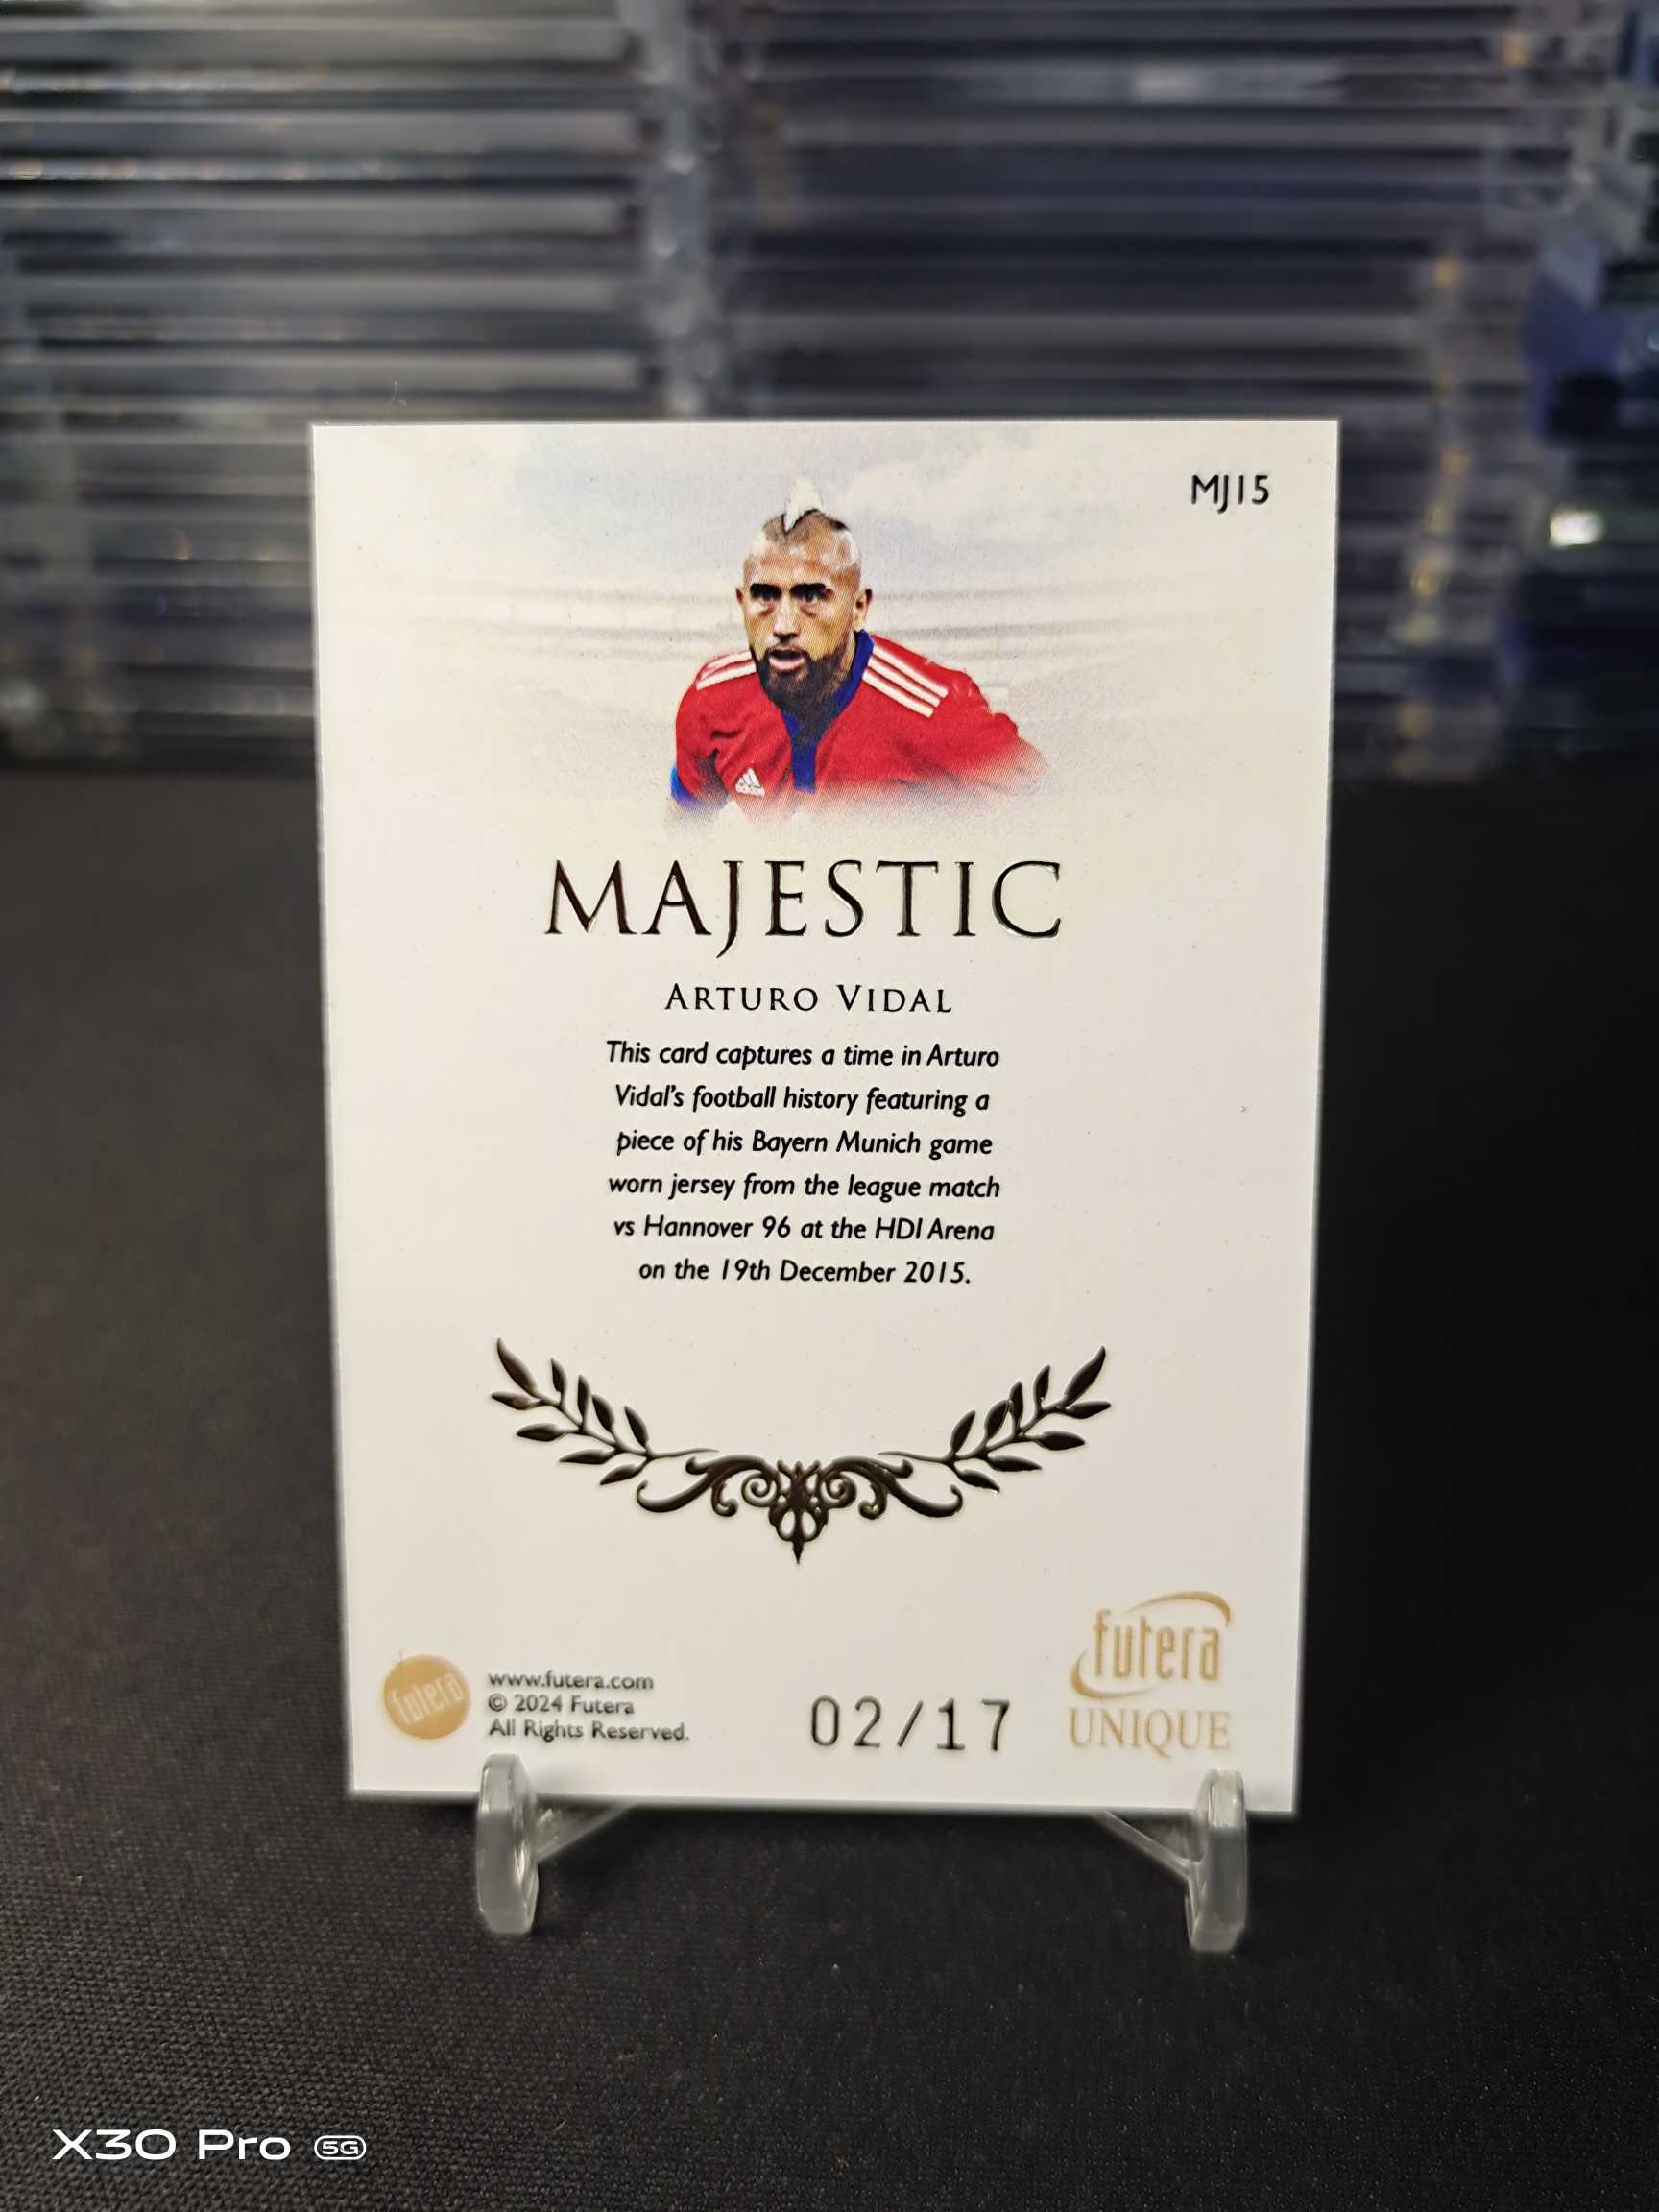 MJ15
adidas
MAJESTIC
ARTURO VIDAL
This card captures a time in Arturo
Vidal's football history featuring a
piece of his Bayern Munich game
worn jersey from the league match
vs Hannover 96 at the HDI Arena
on the 19th December 2015.
futera
www.futera.com
© 2024 Futera
All Rights Reserved.
02/17
futera
UNIQUE
X30 Pro 5G